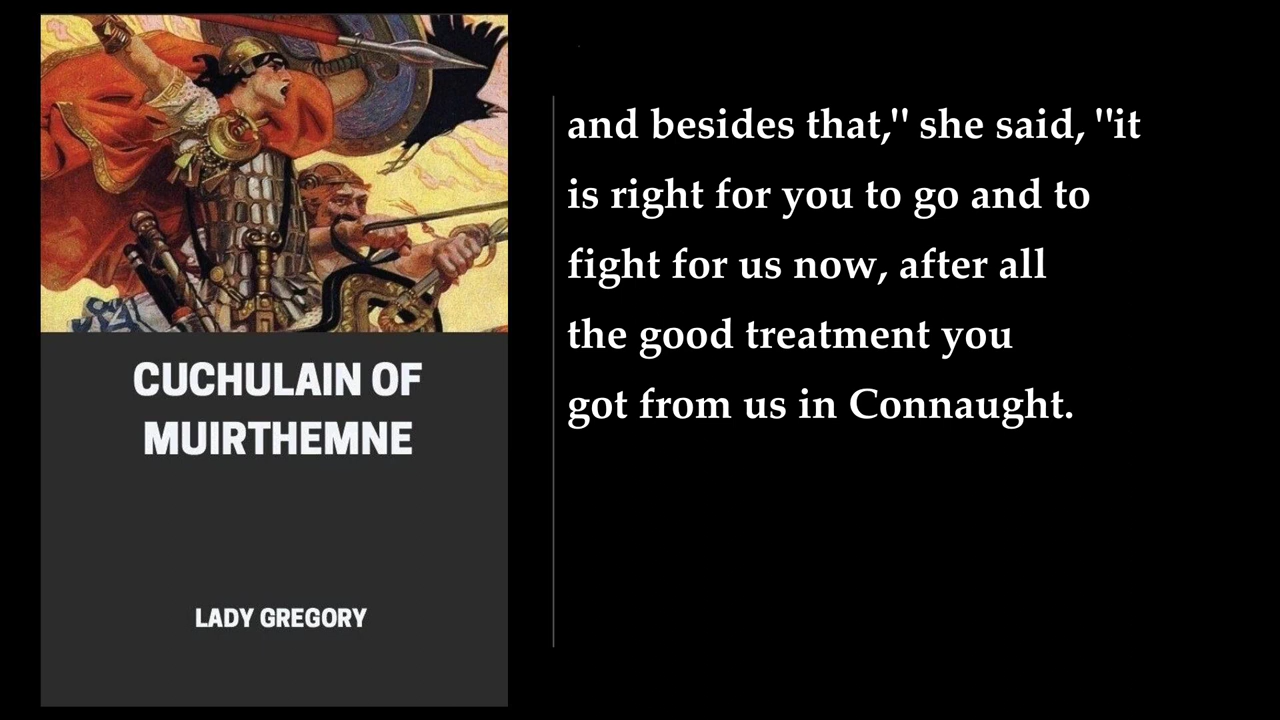 CUCHULAIN OF
MUIRTHEMNE
LADY GREGORY
and besides that," she said, "it
is right for you to go and to
fight for us now, after all
the good treatment you
got from us in Connaught.